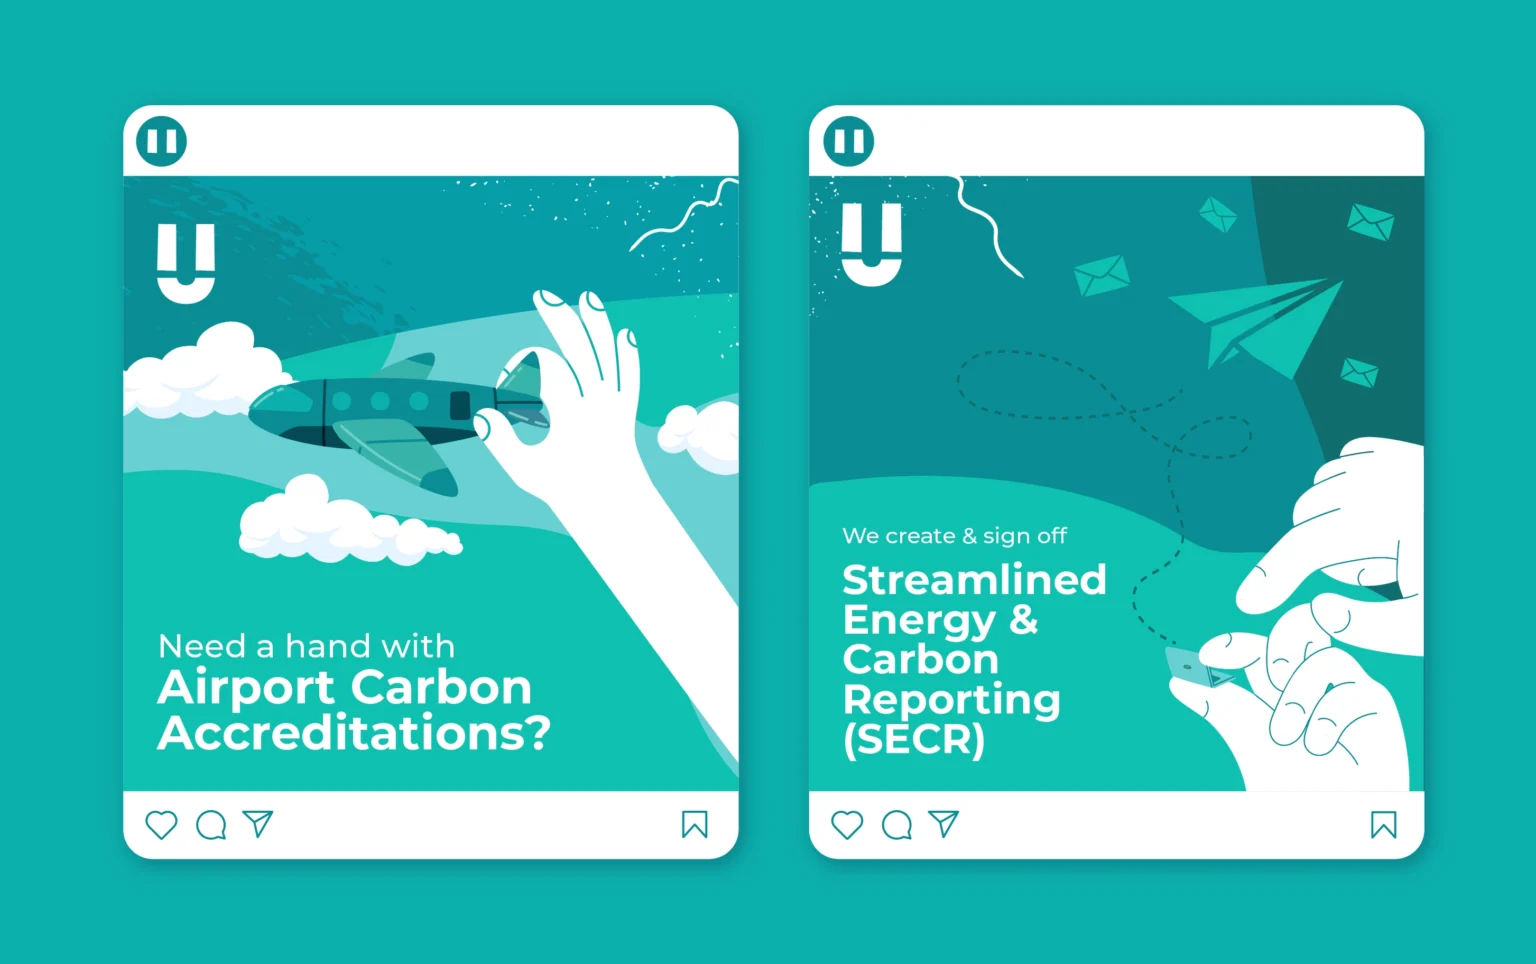 U
Need a hand with
Airport Carbon
Accreditations?
U
We create & sign off
Streamlined
Energy &
Carbon
Reporting
(SECR)